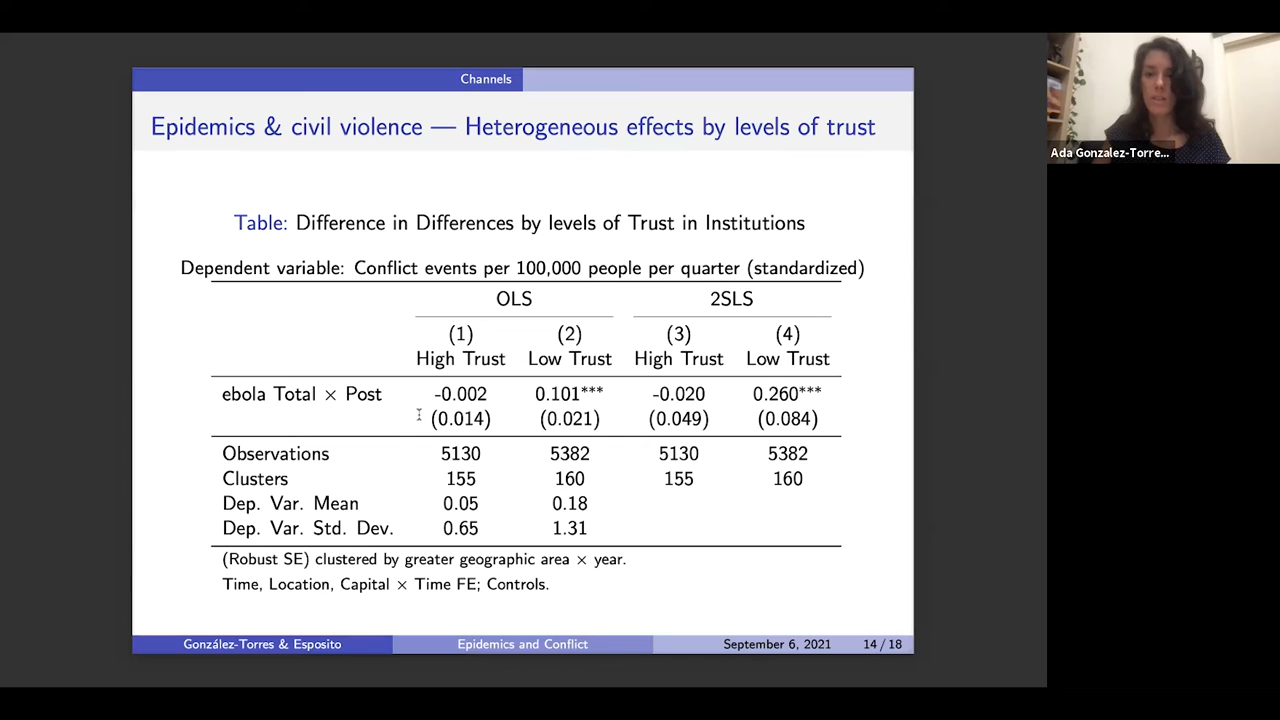 Channels
Epidemics & civil violence — Heterogeneous effects by levels of trust
Table: Difference in Differences by levels of Trust in Institutions
Dependent variable: Conflict events per 100,000 people per quarter (standardized)
OLS 2SLS
(1) (2) (3) (4)
High Trust Low Trust High Trust Low Trust
ebola Total × Post -0.002 0.101*** -0.020 0.260***
(0.014) (0.021) (0.049) (0.084)
Observations 5130 5382 5130 5382
Clusters 155 160 155 160
Dep. Var. Mean 0.05 0.18
Dep. Var. Std. Dev. 0.65 1.31
(Robust SE) clustered by greater geographic area × year.
Time, Location, Capital × Time FE; Controls.
González-Torres & Esposito Epidemics and Conflict September 6, 2021 14 / 18
Ada Gonzalez-Torre...